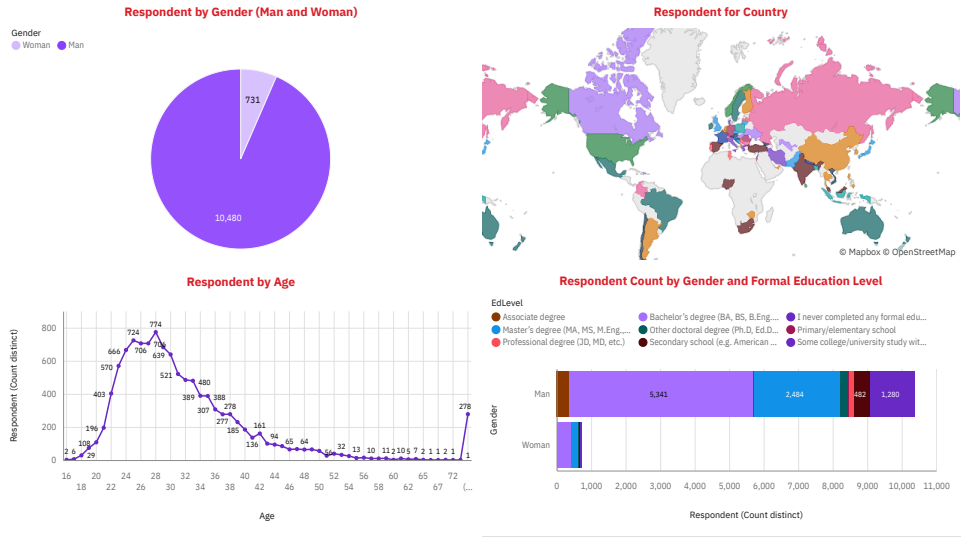 Respondent by Gender (Man and Woman)
Gender
Woman Man
731
10,480
Respondent for Country
© Mapbox © OpenStreetMap
Respondent by Age
Respondent (Count distinct)
800
600
400
200
0
2 6 29 108 196 403 570 666 724 706 774 706 639 521 389 480 307 388 277 278 185 136 161 94 65 64 56 32 13 10 11 2 10 5 7 2 1 1 2 1 1 278
16 20 24 26 30 34 36 40 42 46 50 52 56 60 65 72
18 22 28 32 38 44 48 54 58 62 67 (...
Age
Respondent Count by Gender and Formal Education Level
EdLevel
Associate degree Bachelor's degree (BA, BS, B.Eng.... I never completed any formal edu...
Master's degree (MA, MS, M.Eng.,... Other doctoral degree (Ph.D, Ed.D... Primary/elementary school
Professional degree (JD, MD, etc.) Secondary school (e.g. American ... Some college/university study wit...
Gender
Man 5,341 2,484 482 1,280
Woman
0 1,000 2,000 3,000 4,000 5,000 6,000 7,000 8,000 9,000 10,000 11,000
Respondent (Count distinct)